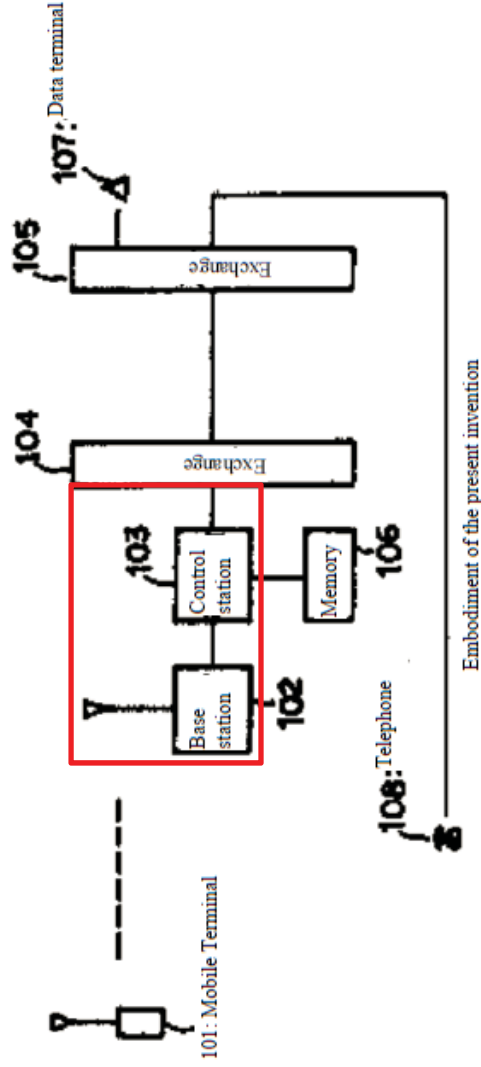 105
107: Data terminal
104
103
Exchange
Exchange
Base
station
Control
station
102
Memory
106
101: Mobile Terminal
108: Telephone
Embodiment of the present invention